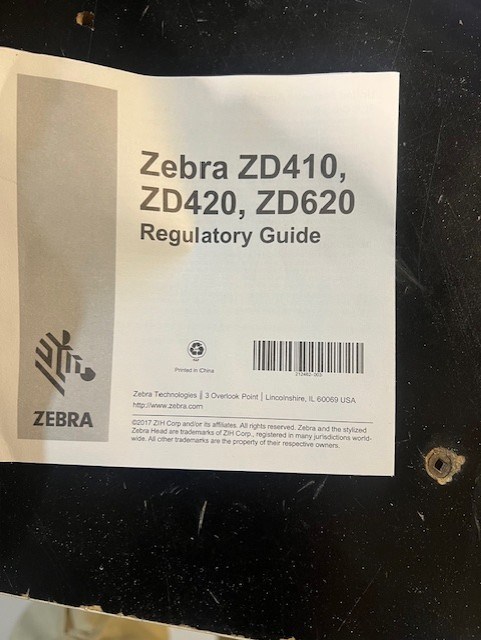 Zebra ZD410,
ZD420, ZD620
Regulatory Guide
Printed in China
ZEBRA
Zebra Technologies | 3 Overlook Point | Lincolnshire, IL 60069 USA
http://www.zebra.com
©2017 ZIH Corp and/or its affiliates. All rights reserved. Zebra and the stylized
Zebra Head are trademarks of ZIH Corp., registered in many jurisdictions world-
wide. All other trademarks are the property of their respective owners.